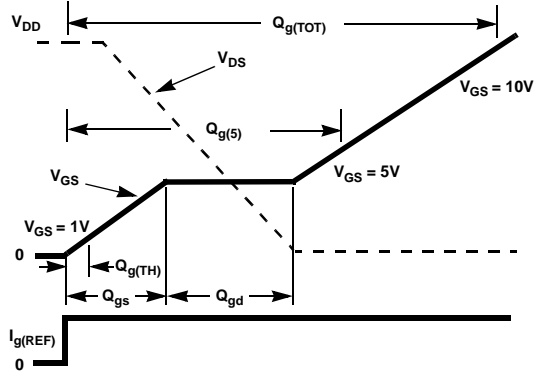 V_DD
Q_g(TOT)
V_DS
V_GS = 10V
Q_g(5)
V_GS
V_GS = 5V
V_GS = 1V
0
Q_g(TH)
Q_gs
Q_gd
I_g(REF)
0